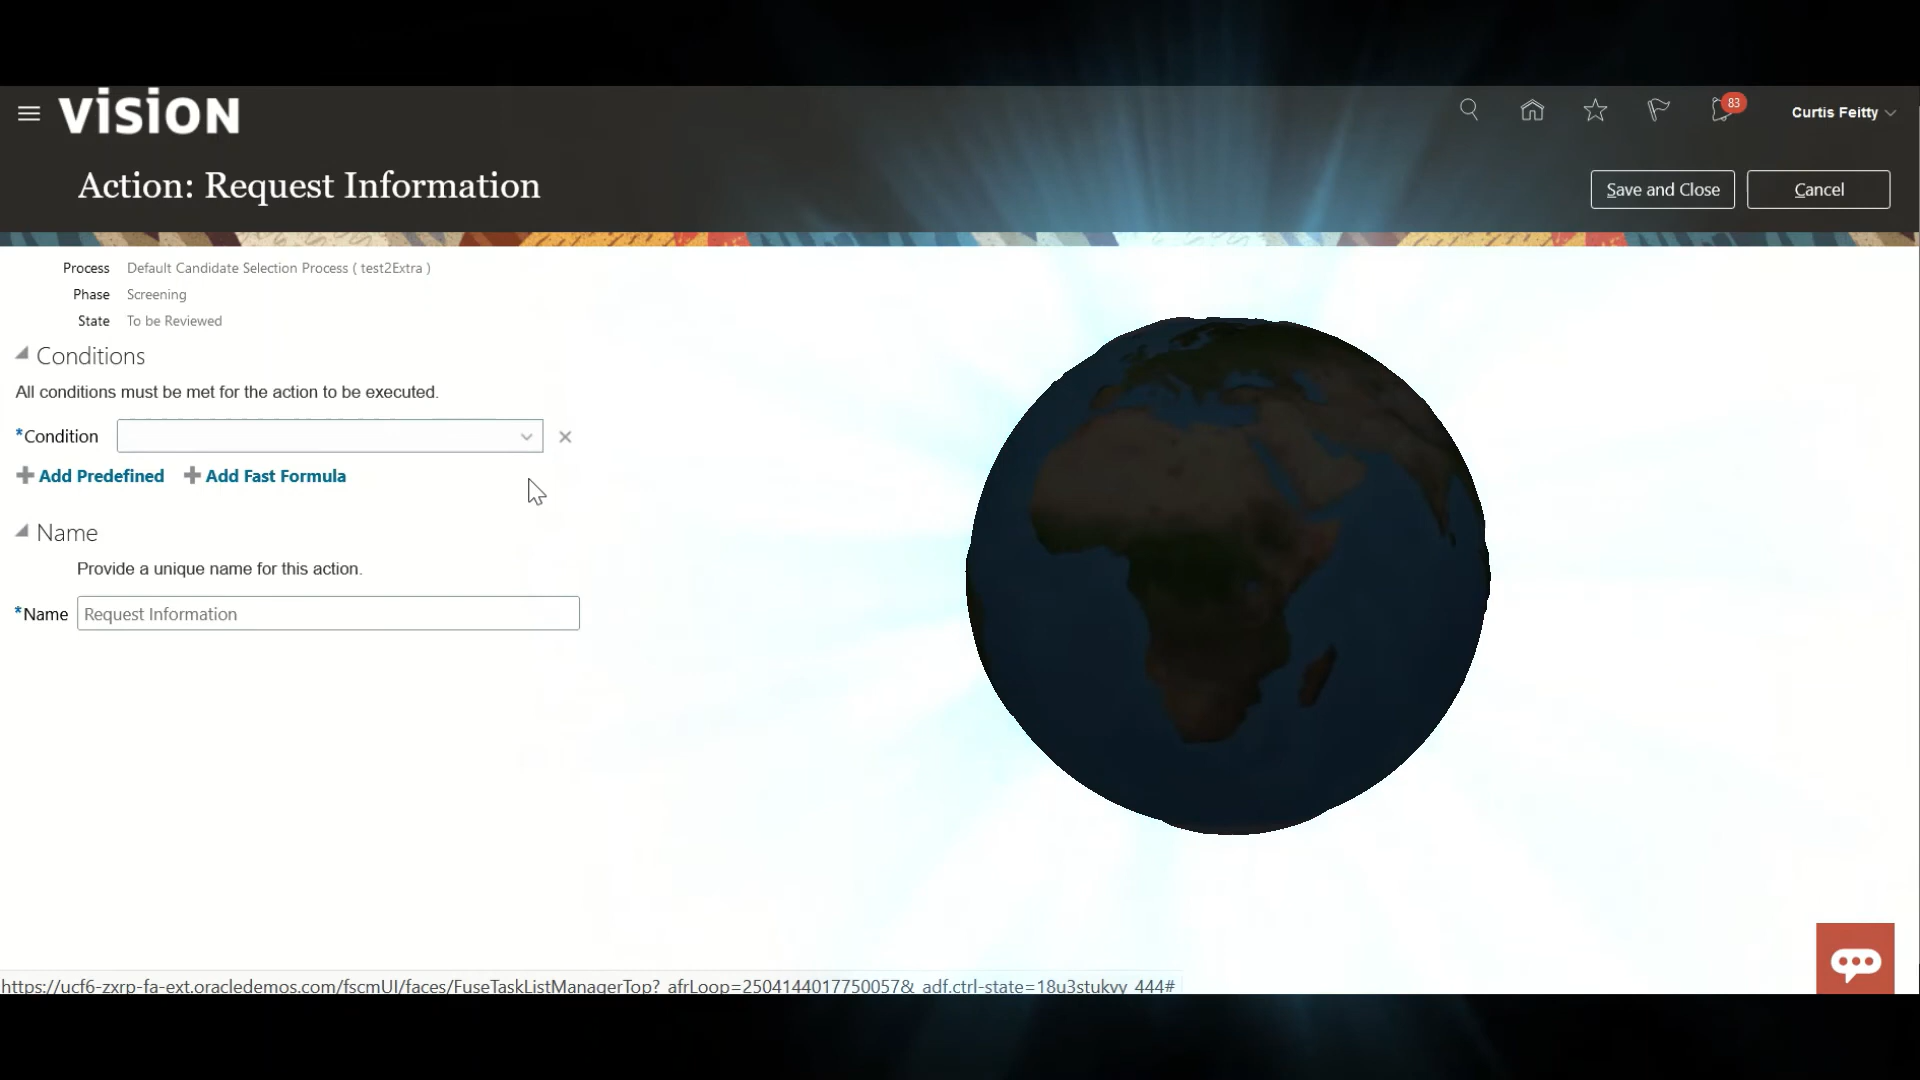 vision
83
Curtis Feitty
Action: Request Information
Save and Close
Cancel
Process Default Candidate Selection Process ( test2Extra )
Phase Screening
State To be Reviewed
Conditions
All conditions must be met for the action to be executed.
*Condition
Add Predefined Add Fast Formula
Name
Provide a unique name for this action.
*Name Request Information
https://ucf6-zxrp-fa-ext.oracledemos.com/fscmUI/faces/FuseTaskListManagerTop?_afrLoop=25041440177500578&_adf.ctrl-state=18u3stukvy_444#